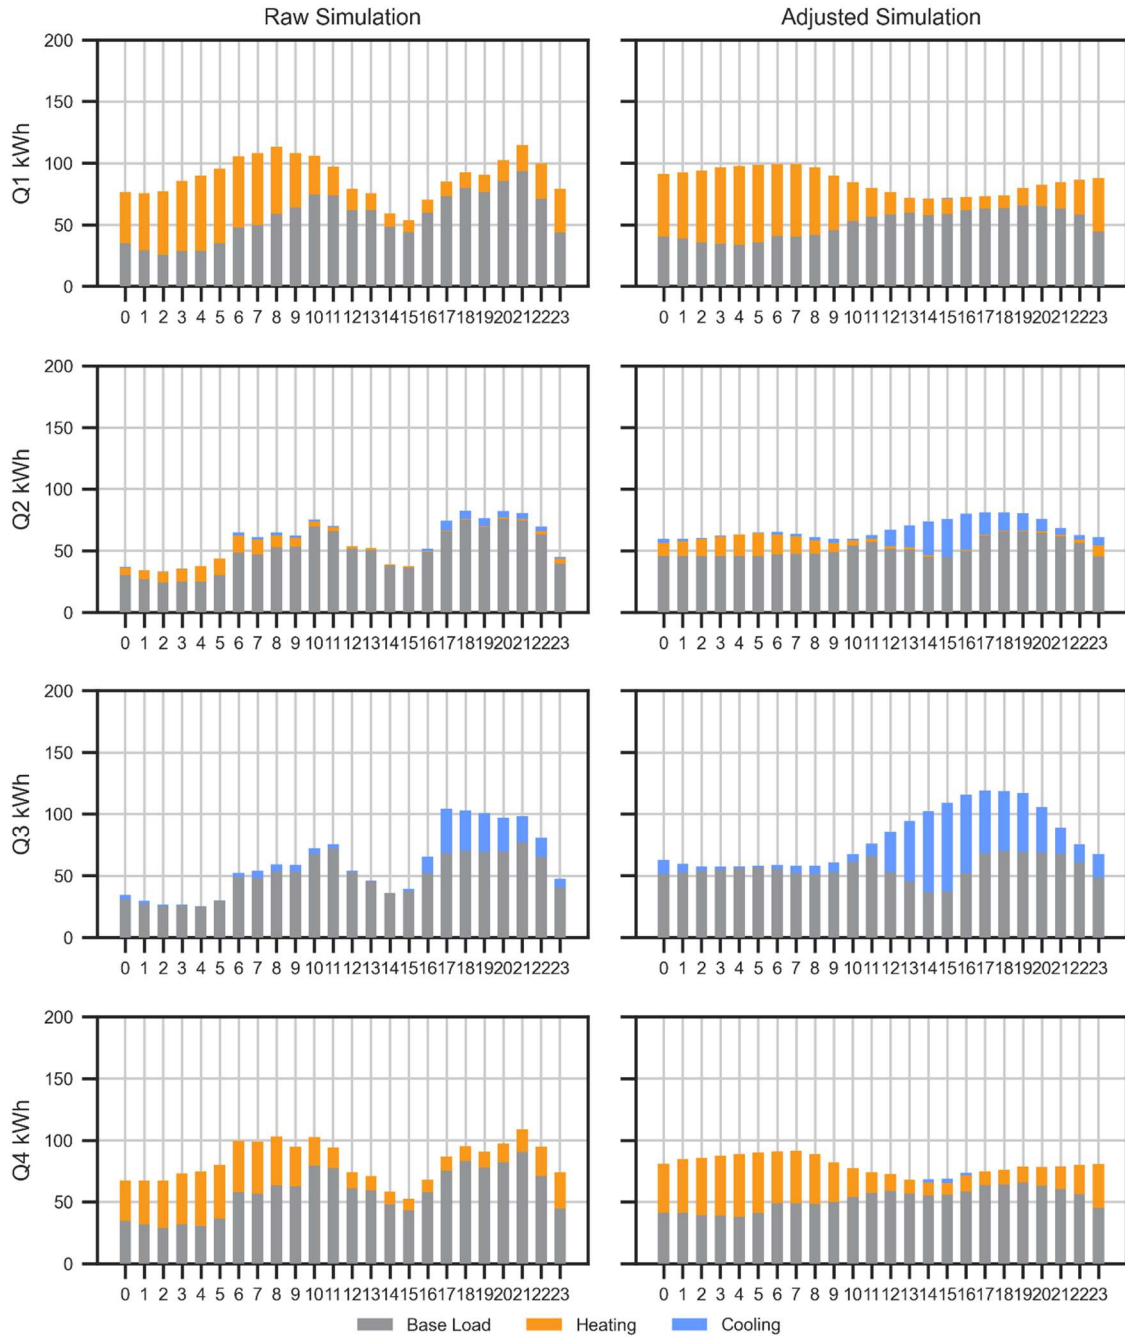 Raw Simulation Adjusted Simulation
200
150
100
50
0
Q1 kWh
0 1 2 3 4 5 6 7 8 9 10 11 12 13 14 15 16 17 18 19 20 21 22 23 0 1 2 3 4 5 6 7 8 9 10 11 12 13 14 15 16 17 18 19 20 21 22 23
200
150
100
50
0
Q2 kWh
0 1 2 3 4 5 6 7 8 9 10 11 12 13 14 15 16 17 18 19 20 21 22 23 0 1 2 3 4 5 6 7 8 9 10 11 12 13 14 15 16 17 18 19 20 21 22 23
200
150
100
50
0
Q3 kWh
0 1 2 3 4 5 6 7 8 9 10 11 12 13 14 15 16 17 18 19 20 21 22 23 0 1 2 3 4 5 6 7 8 9 10 11 12 13 14 15 16 17 18 19 20 21 22 23
200
150
100
50
0
Q4 kWh
0 1 2 3 4 5 6 7 8 9 10 11 12 13 14 15 16 17 18 19 20 21 22 23 0 1 2 3 4 5 6 7 8 9 10 11 12 13 14 15 16 17 18 19 20 21 22 23
Base Load Heating Cooling